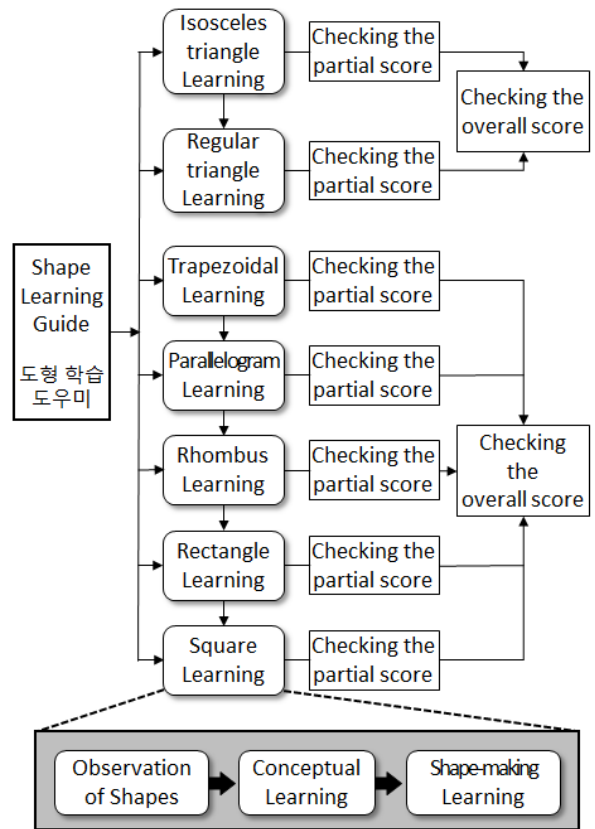 Isosceles
triangle
Learning
Checking the
partial score
Checking the
overall score
Regular
triangle
Learning
Checking the
partial score
Shape
Learning
Guide
도형 학습
도우미
Trapezoidal
Learning
Checking the
partial score
Parallelogram
Learning
Checking the
partial score
Rhombus
Learning
Checking the
partial score
Checking
the
overall score
Rectangle
Learning
Checking the
partial score
Square
Learning
Checking the
partial score
Observation
of Shapes
Conceptual
Learning
Shape-making
Learning